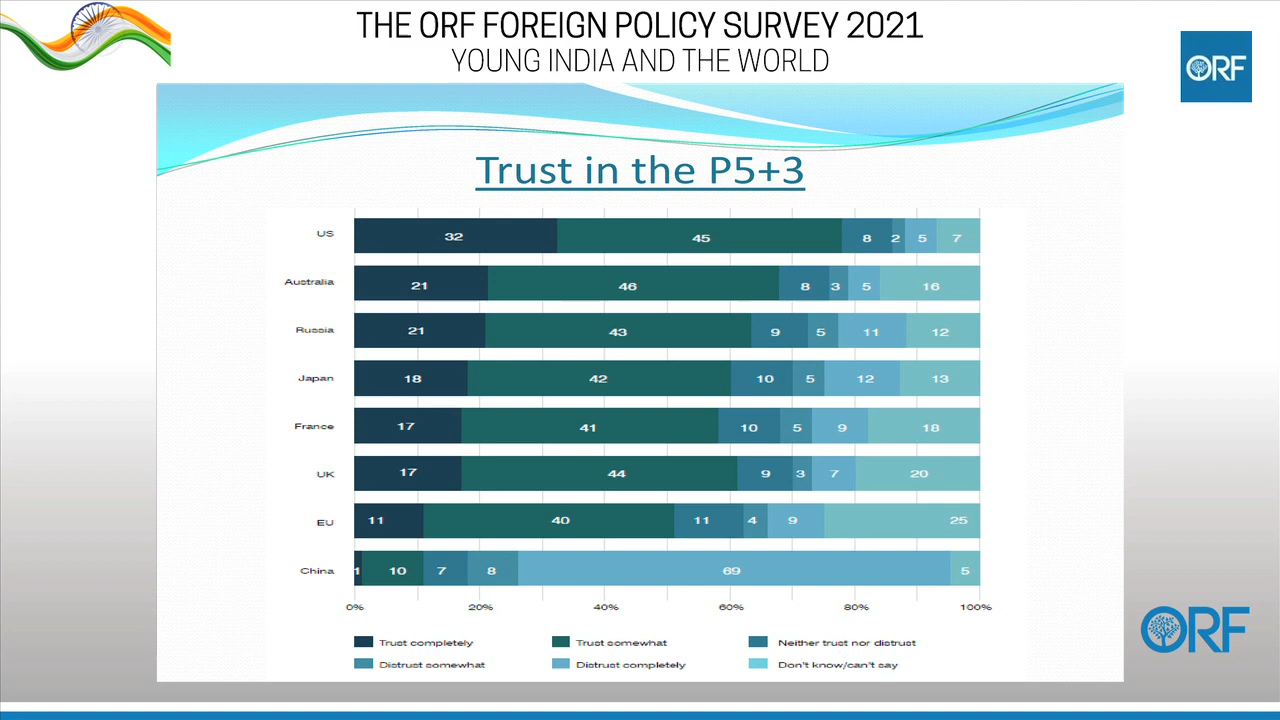 THE ORF FOREIGN POLICY SURVEY 2021
YOUNG INDIA AND THE WORLD
ORF
Trust in the P5+3
US 32 45 8 2 5 7
Australia 21 46 8 3 5 16
Russia 21 43 9 5 11 12
Japan 18 42 10 5 12 13
France 17 41 10 5 9 18
UK 17 44 9 3 7 20
EU 11 40 11 4 9 25
China 1 10 7 8 69 5
0% 20% 40% 60% 80% 100%
Trust completely Trust somewhat Neither trust nor distrust
Distrust somewhat Distrust completely Don't know/can't say
ORF